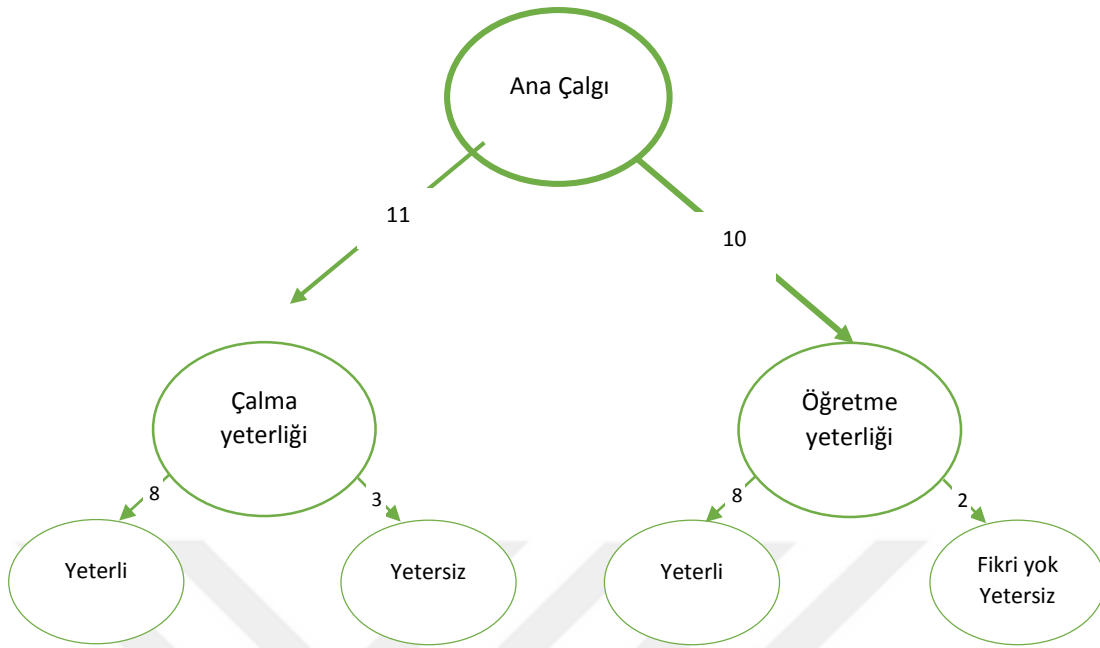 Ana Çalgı
11
10
Çalma
yeterliği
Öğretme
yeterliği
8
3
8
2
Yeterli
Yetersiz
Yeterli
Fikri yok
Yetersiz